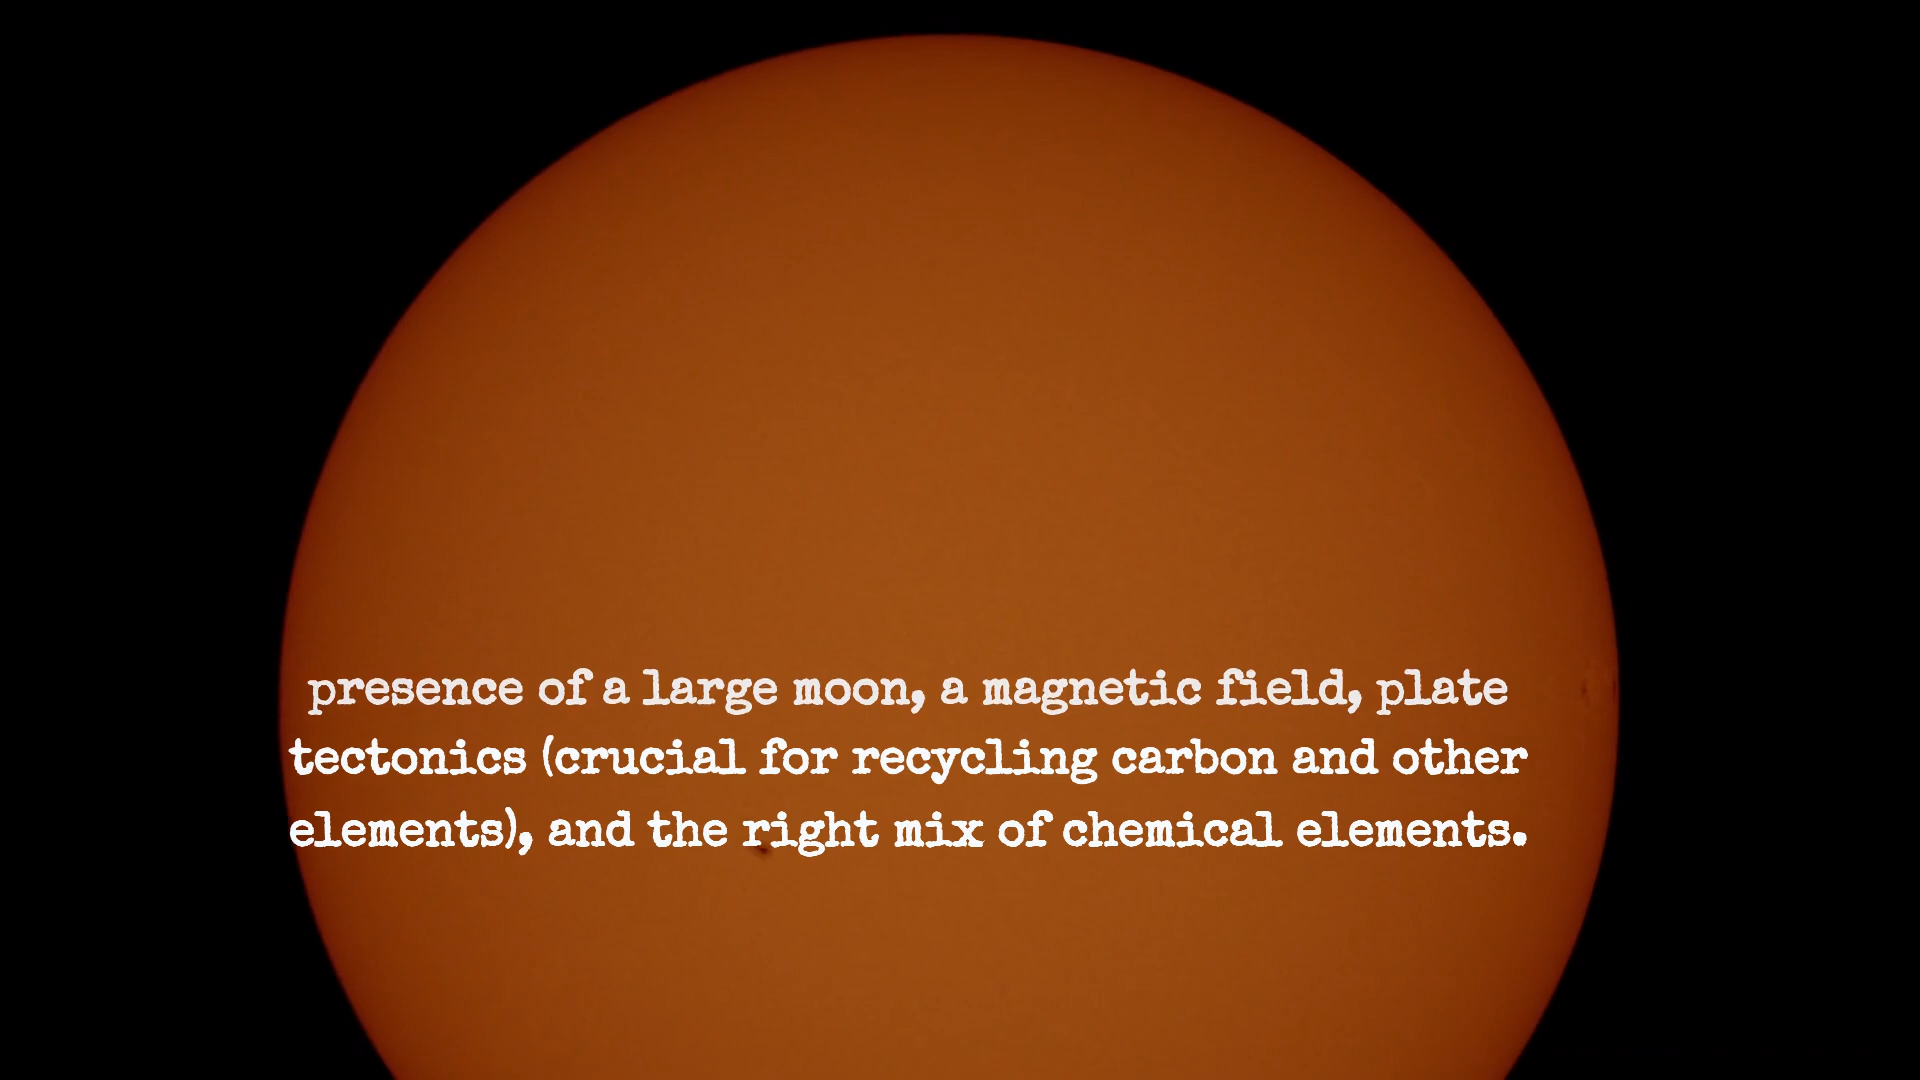 presence of a large moon, a magnetic field, plate
tectonics (crucial for recycling carbon and other
elements), and the right mix of chemical elements.